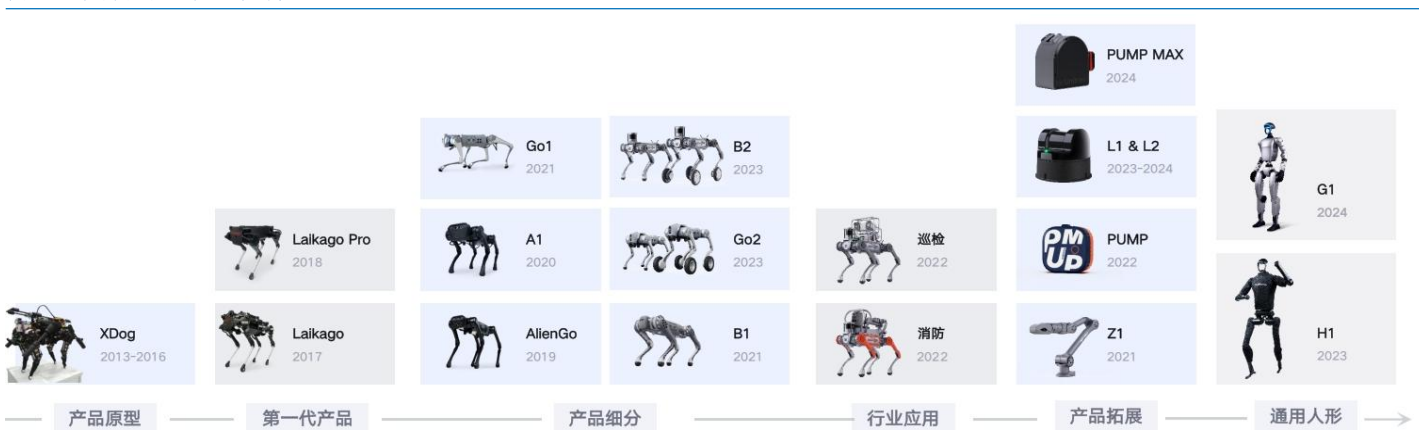 PUMP MAX
2024
Go1
2021
B2
2023
L1 & L2
2023-2024
G1
2024
Laikago Pro
2018
A1
2020
Go2
2023
巡检
2022
PM
UP
PUMP
2022
XDog
2013-2016
Laikago
2017
AlienGo
2019
B1
2021
消防
2022
Z1
2021
H1
2023
产品原型
第一代产品
产品细分
行业应用
产品拓展
通用人形